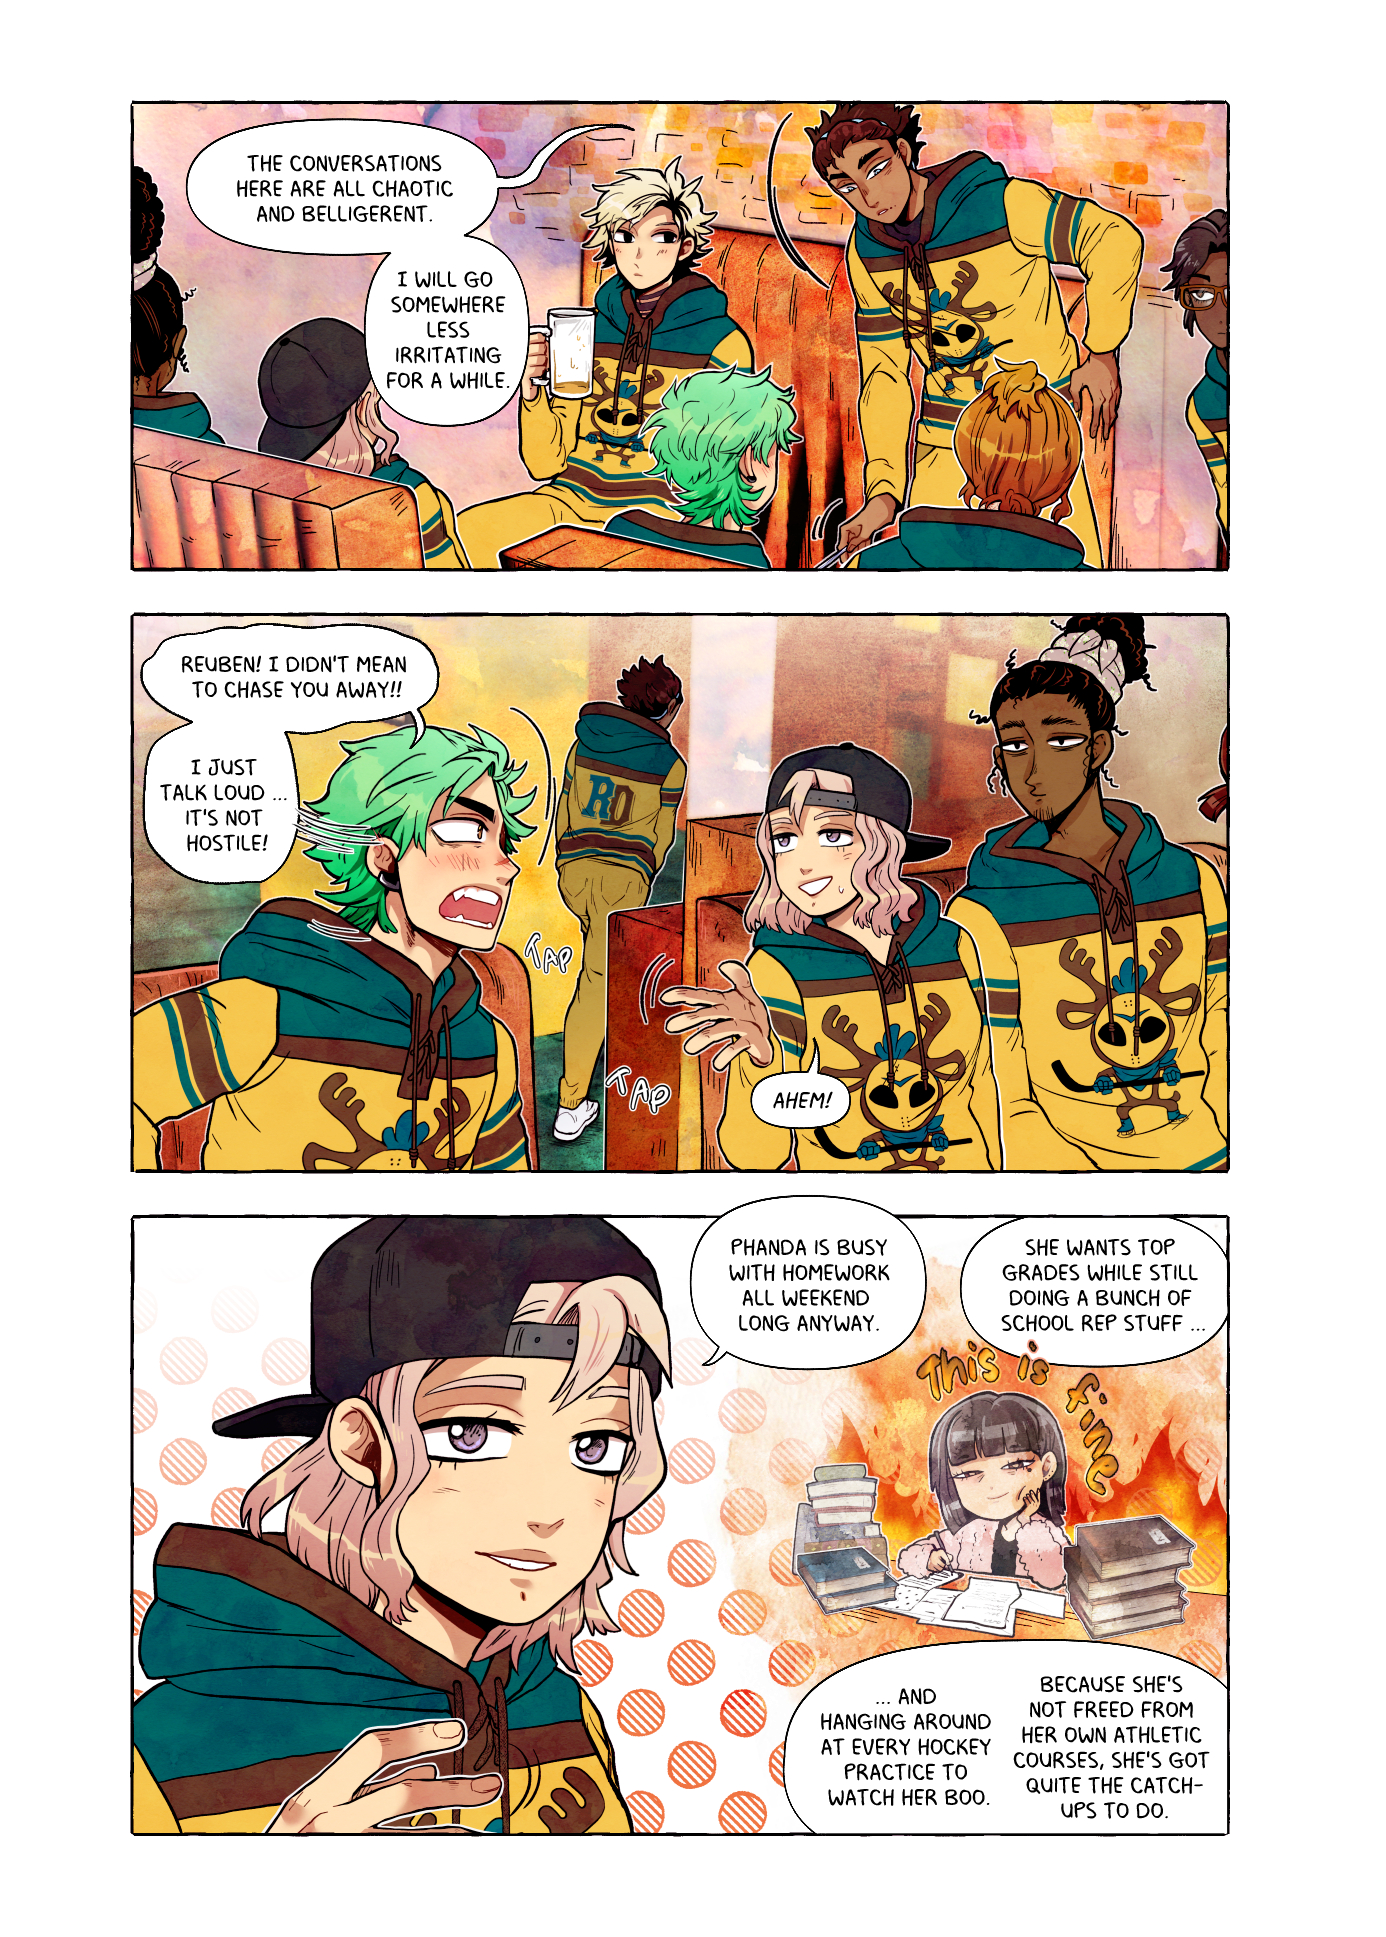 THE CONVERSATIONS
HERE ARE ALL CHAOTIC
AND BELLIGERENT.
I WILL GO
SOMEWHERE
LESS
IRRITATING
FOR A WHILE.
REUBEN! I DIDN'T MEAN
TO CHASE YOU AWAY!!
I JUST
TALK LOUD ...
IT'S NOT
HOSTILE!
RO
TAP
TAP
AHEM!
PHANDA IS BUSY
WITH HOMEWORK
ALL WEEKEND
LONG ANYWAY.
SHE WANTS TOP
GRADES WHILE STILL
DOING A BUNCH OF
SCHOOL REP STUFF ...
This is fine
... AND
HANGING AROUND
AT EVERY HOCKEY
PRACTICE TO
WATCH HER BOO.
BECAUSE SHE'S
NOT FREED FROM
HER OWN ATHLETIC
COURSES, SHE'S GOT
QUITE THE CATCH-
UPS TO DO.